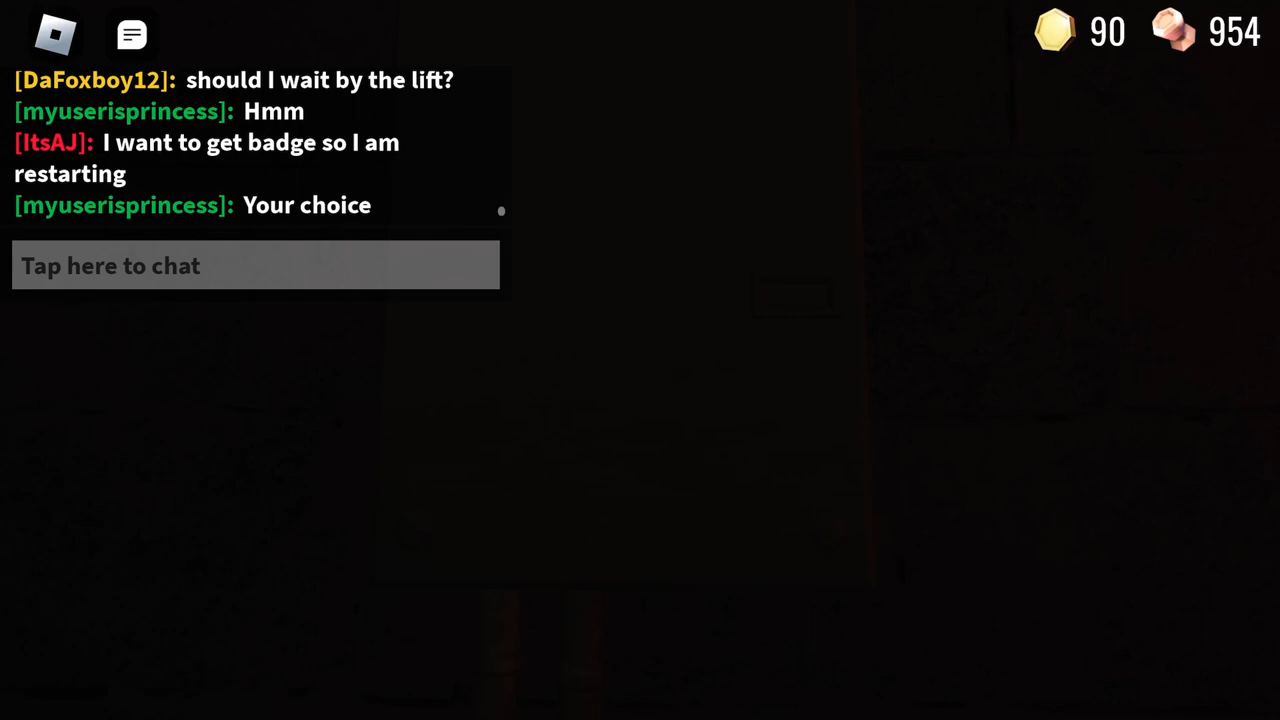 90 954
[DaFoxboy12]: should I wait by the lift?
[myuserisprincess]: Hmm
[ItsAJ]: I want to get badge so I am
restarting
[myuserisprincess]: Your choice
Tap here to chat